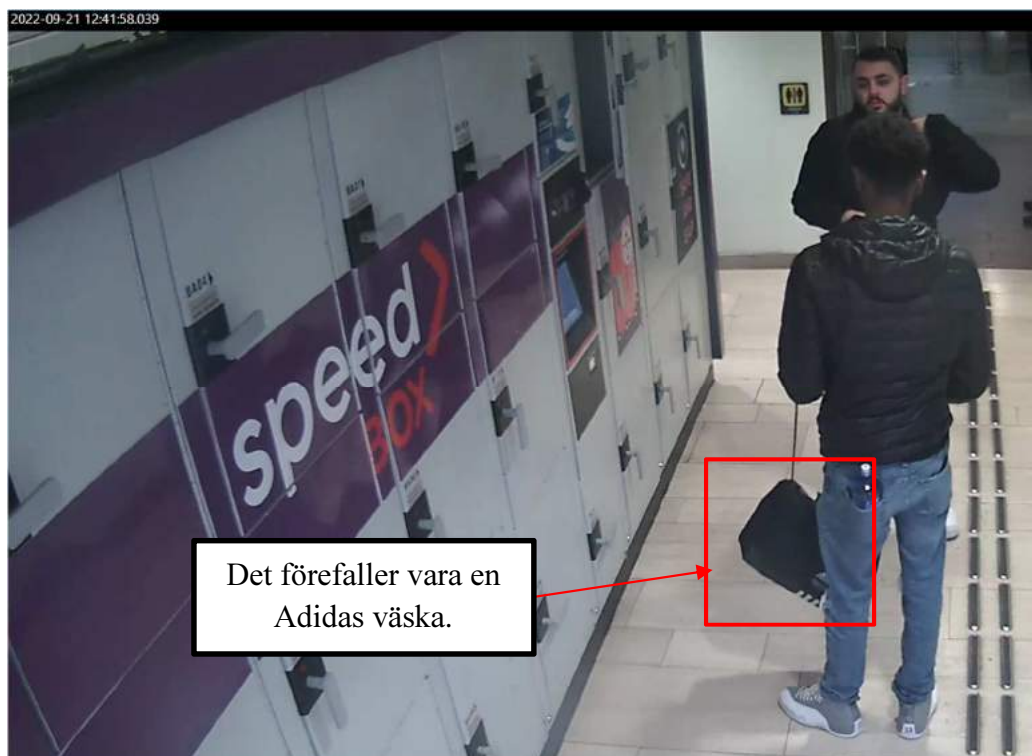 2022-09-21 12:41:58.039
speed
BOX
Det förefaller vara en
Adidas väska.